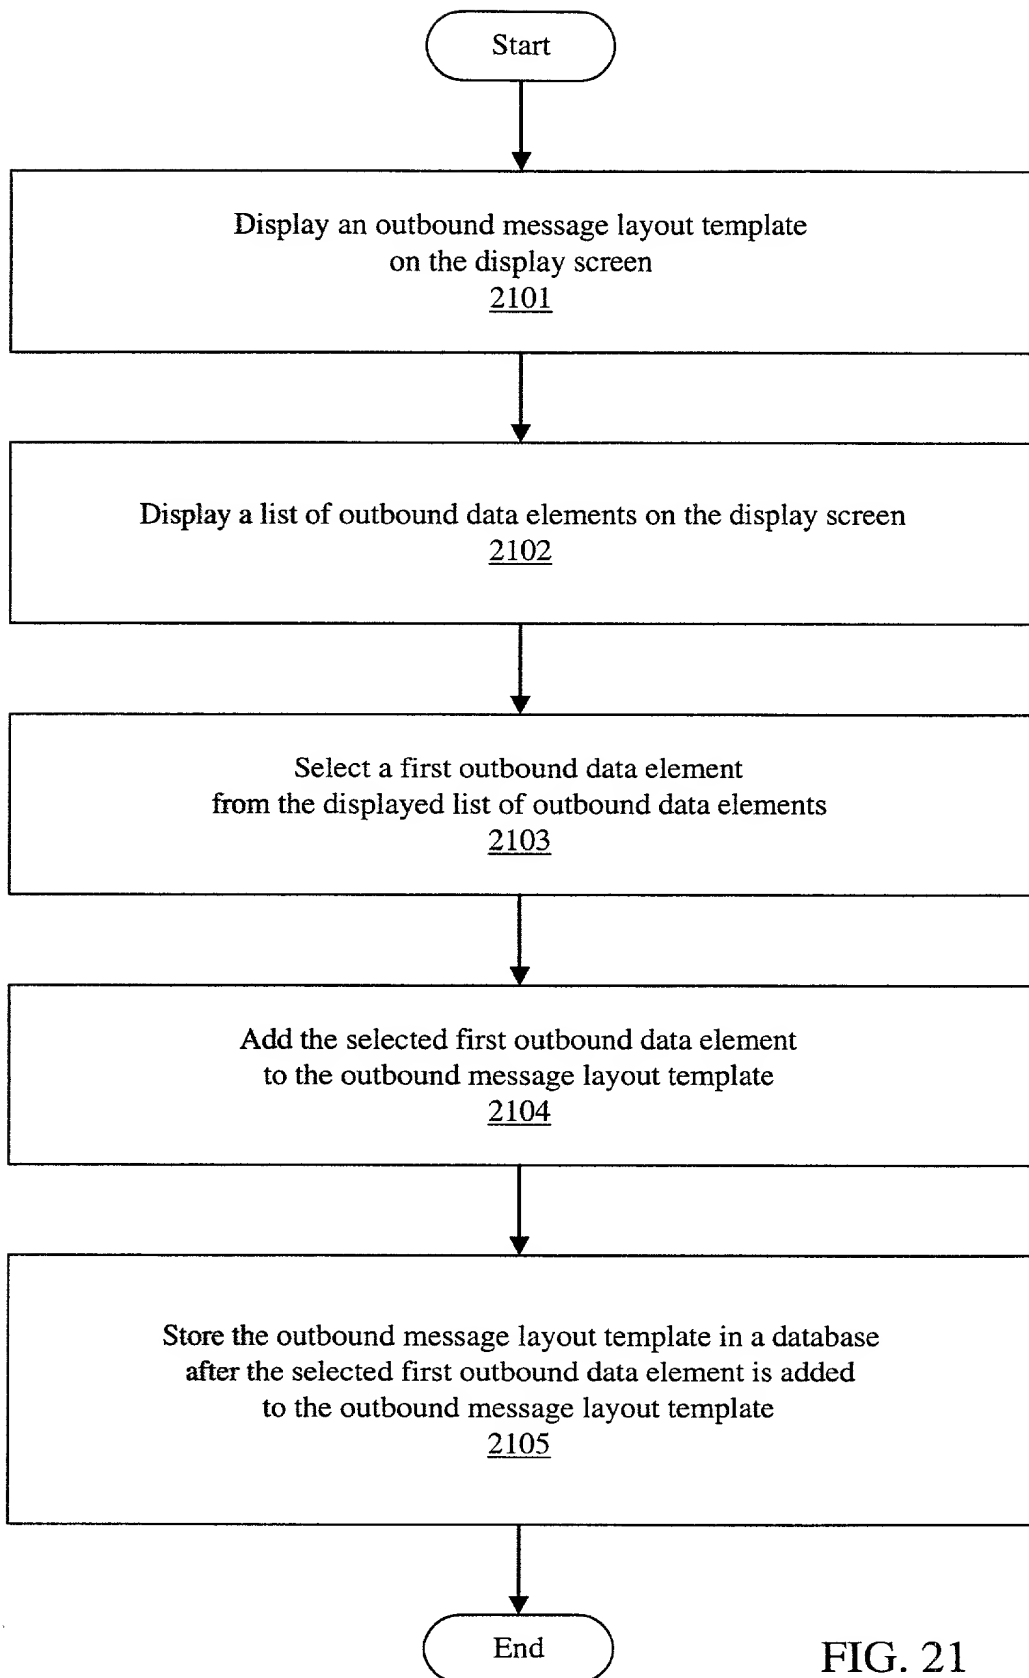 Start
Display an outbound message layout template
on the display screen
2101
Display a list of outbound data elements on the display screen
2102
Select a first outbound data element
from the displayed list of outbound data elements
2103
Add the selected first outbound data element
to the outbound message layout template
2104
Store the outbound message layout template in a database
after the selected first outbound data element is added
to the outbound message layout template
2105
End
FIG. 21